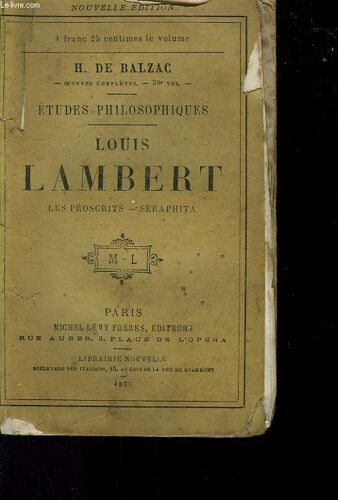 le-livre
NOUVELLE ÉDITION
1 franc 25 centimes le volume
H. DE BALZAC
— ŒUVRES COMPLÈTES. — 38e VOL. —
ÉTUDES PHILOSOPHIQUES
LOUIS
LAMBERT
LES PROSCRITS — SÉRAPHITA
M · L
PARIS
MICHEL LÉVY FRÈRES, ÉDITEURS
RUE AUBER, 3, PLACE DE L'OPÉRA
LIBRAIRIE NOUVELLE
BOULEVARD DES ITALIENS, 15, AU COIN DE LA RUE DE GRAMMONT